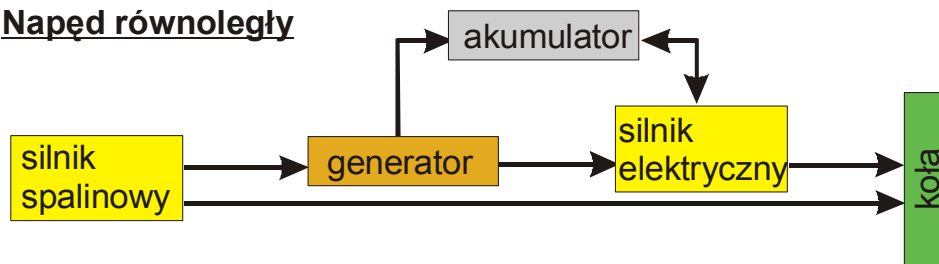 Napęd równoległy
akumulator
silnik
spalinowy
generator
silnik
elektryczny
koła